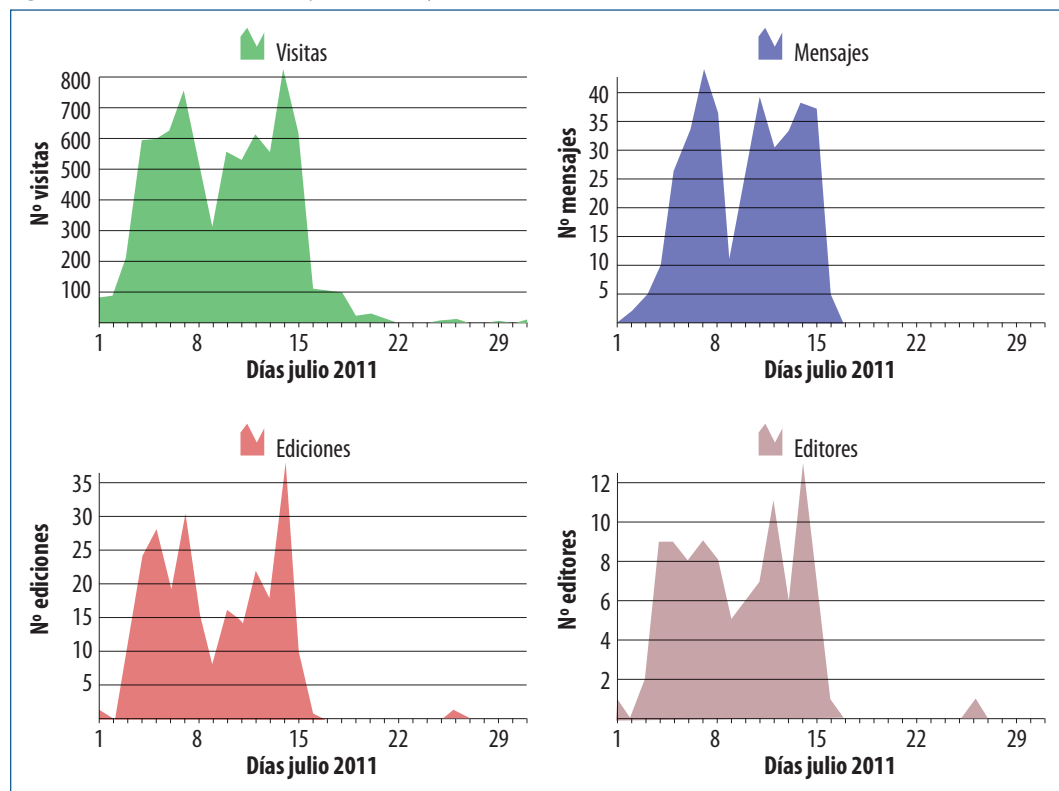 Visitas
800
700
600
500
400
300
200
100
Nº visitas
1 8 15 22 29
Días julio 2011
Mensajes
40
35
30
25
20
15
10
5
Nº mensajes
1 8 15 22 29
Días julio 2011
Ediciones
35
30
25
20
15
10
5
Nº ediciones
1 8 15 22 29
Días julio 2011
Editores
12
10
8
6
4
2
Nº editores
1 8 15 22 29
Días julio 2011